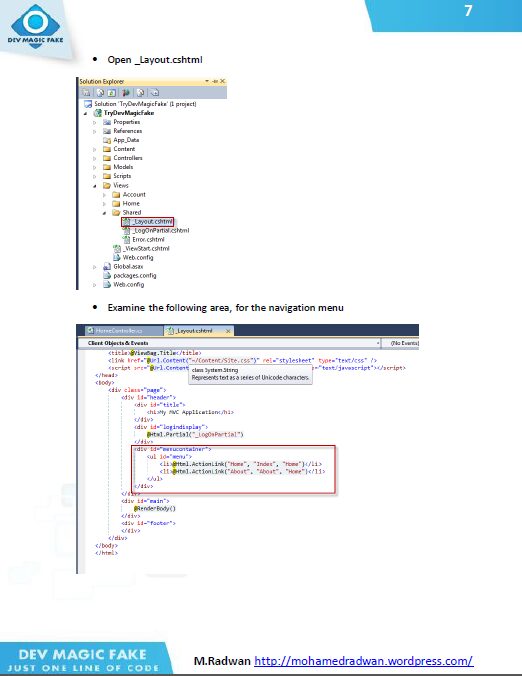 7
DEV MAGIC FAKE
• Open _Layout.cshtml
Solution Explorer
Solution 'TryDevMagicFake' (1 project)
TryDevMagicFake
Properties
References
App_Data
Content
Controllers
Models
Scripts
Views
Account
Home
Shared
_Layout.cshtml
_LogOnPartial.cshtml
Error.cshtml
_ViewStart.cshtml
Web.config
Global.asax
packages.config
Web.config
• Examine the following area, for the navigation menu
HomeController.cs _Layout.cshtml
Client Objects & Events (No Events)
<title>@ViewBag.Title</title>
<link href="@Url.Content("~/Content/Site.css")" rel="stylesheet" type="text/css" />
<script src="@Url.Content ="text/javascript"></script>
class System.String
Represents text as a series of Unicode characters.
</head>
<body>
<div class="page">
<div id="header">
<div id="title">
<h1>My MVC Application</h1>
</div>
<div id="logindisplay">
@Html.Partial("_LogOnPartial")
</div>
<div id="menucontainer">
<ul id="menu">
<li>@Html.ActionLink("Home", "Index", "Home")</li>
<li>@Html.ActionLink("About", "About", "Home")</li>
</ul>
</div>
</div>
<div id="main">
@RenderBody()
</div>
<div id="footer">
</div>
</div>
</body>
</html>
DEV MAGIC FAKE
JUST ONE LINE OF CODE
M.Radwan http://mohamedradwan.wordpress.com/